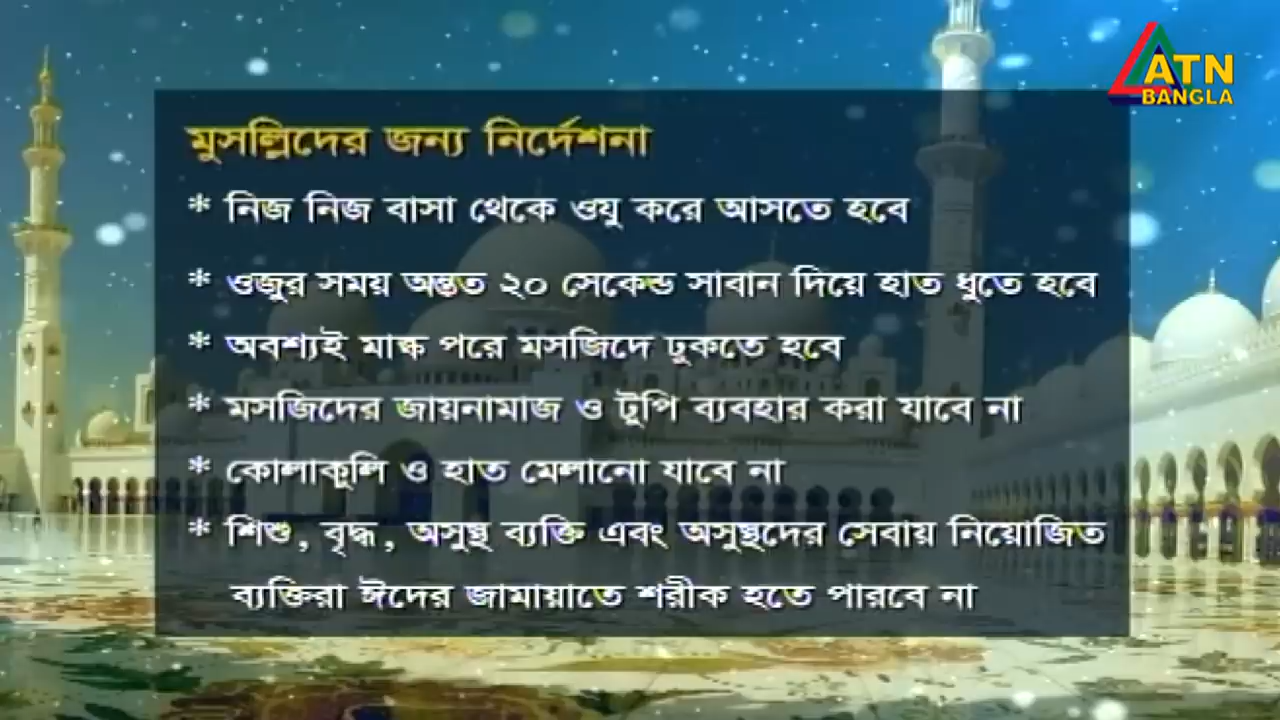 ATN
BANGLA
মুসল্লিদের জন্য নির্দেশনা
* নিজ নিজ বাসা থেকে ওযু করে আসতে হবে
* ওজুর সময় অন্তত ২০ সেকেন্ড সাবান দিয়ে হাত ধুতে হবে
* অবশ্যই মাস্ক পরে মসজিদে ঢুকতে হবে
* মসজিদের জায়নামাজ ও টুপি ব্যবহার করা যাবে না
* কোলাকুলি ও হাত মেলানো যাবে না
* শিশু, বৃদ্ধ, অসুস্থ ব্যক্তি এবং অসুস্থদের সেবায় নিয়োজিত
ব্যক্তিরা ঈদের জামায়াতে শরীক হতে পারবে না